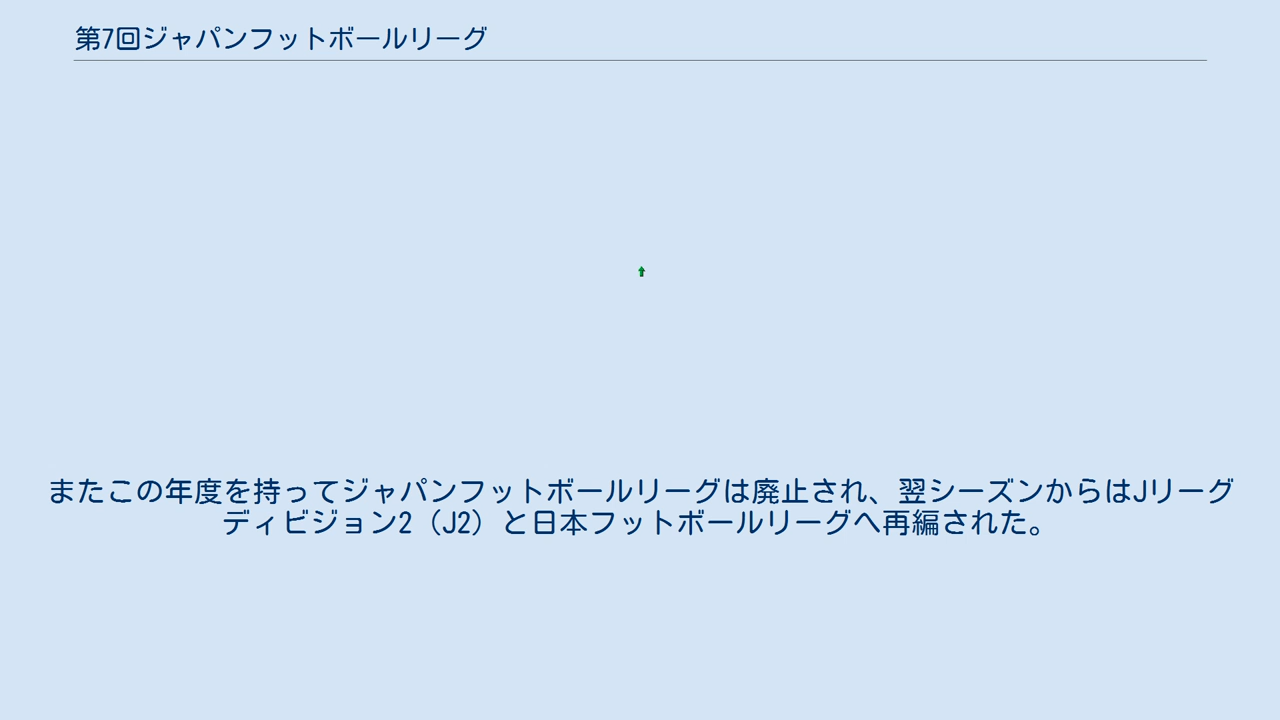 第7回ジャパンフットボールリーグ
またこの年度を持ってジャパンフットボールリーグは廃止され、翌シーズンからはJリーグ
ディビジョン2（J2）と日本フットボールリーグへ再編された。